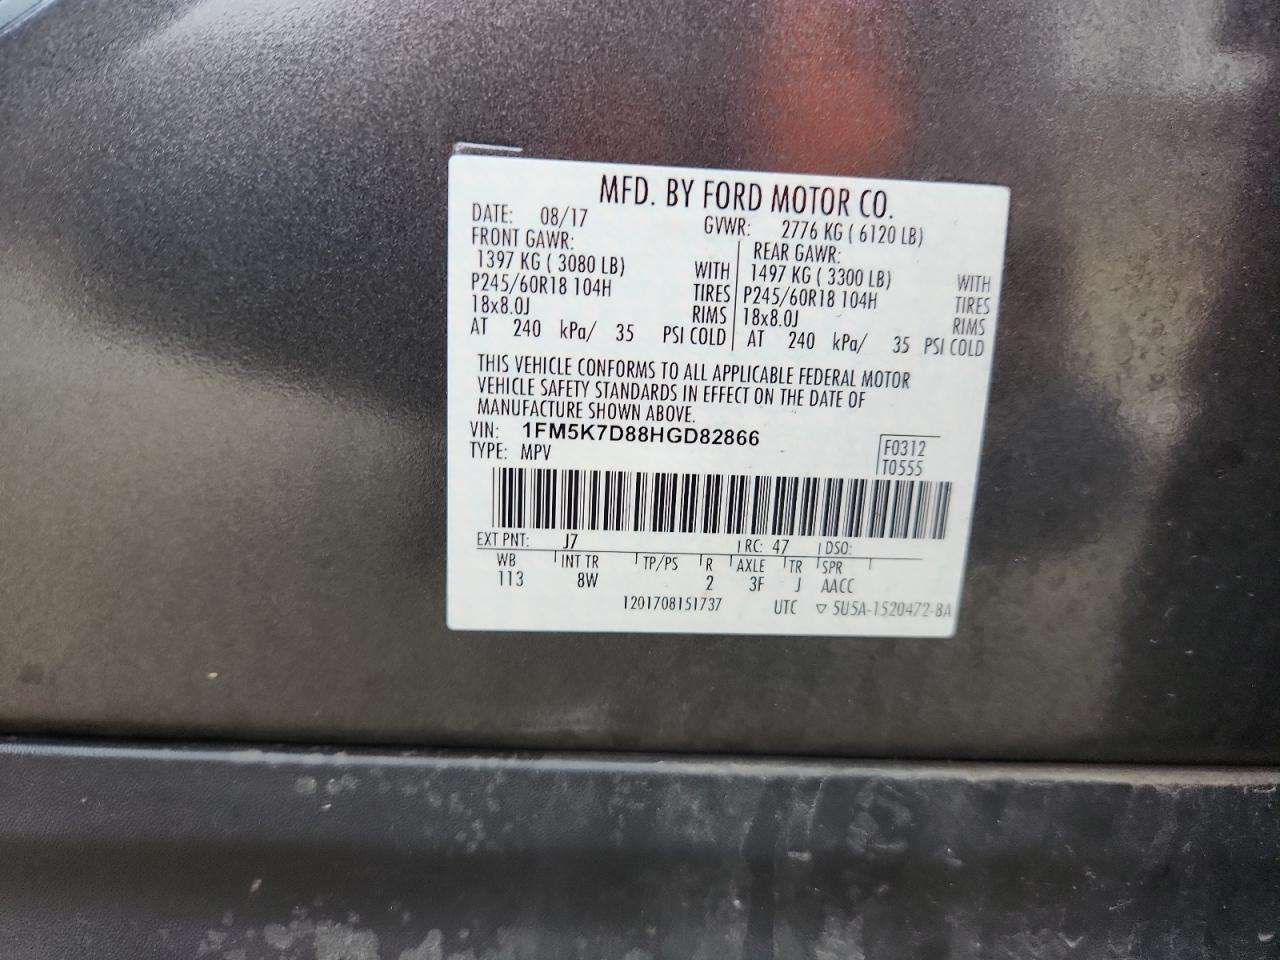 MFD. BY FORD MOTOR CO.
DATE: 08/17 GVWR: 2776 KG ( 6120 LB)
FRONT GAWR: REAR GAWR:
1397 KG ( 3080 LB) WITH 1497 KG ( 3300 LB) WITH
P245/60R18 104H TIRES P245/60R18 104H TIRES
18x8.0J RIMS 18x8.0J RIMS
AT 240 kPa/ 35 PSI COLD AT 240 kPa/ 35 PSI COLD
THIS VEHICLE CONFORMS TO ALL APPLICABLE FEDERAL MOTOR
VEHICLE SAFETY STANDARDS IN EFFECT ON THE DATE OF
MANUFACTURE SHOWN ABOVE.
VIN: 1FM5K7D88HGD82866 F0312
TYPE: MPV T0555
EXT PNT: J7 RC: 47 DSO:
WB INT TR TP/PS R AXLE TR SPR
113 8W 2 3F J AACC
1201708151737 UTC ▽ 5U5A-1520472-BA